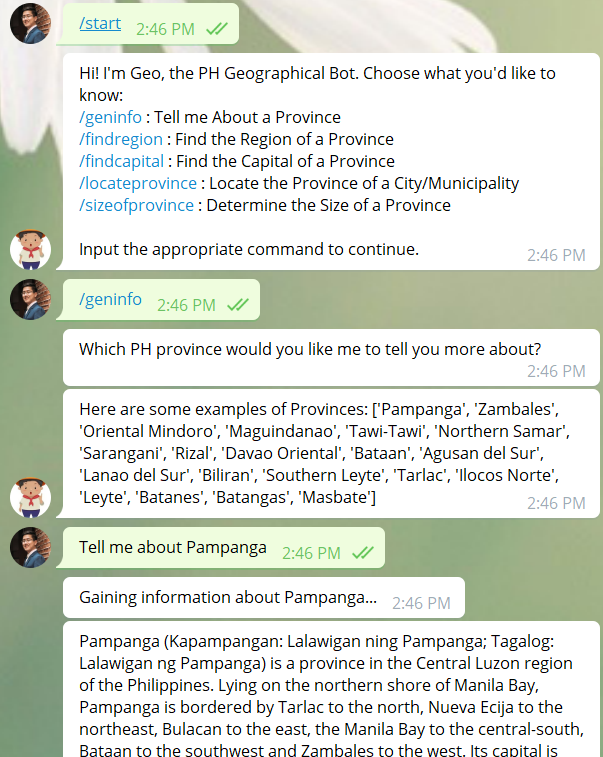 /start 2:46 PM
Hi! I'm Geo, the PH Geographical Bot. Choose what you'd like to
know:
/geninfo : Tell me About a Province
/findregion : Find the Region of a Province
/findcapital : Find the Capital of a Province
/locateprovince : Locate the Province of a City/Municipality
/sizeofprovince : Determine the Size of a Province
Input the appropriate command to continue.
2:46 PM
/geninfo 2:46 PM
Which PH province would you like me to tell you more about?
2:46 PM
Here are some examples of Provinces: ['Pampanga', 'Zambales',
'Oriental Mindoro', 'Maguindanao', 'Tawi-Tawi', 'Northern Samar',
'Sarangani', 'Rizal', 'Davao Oriental', 'Bataan', 'Agusan del Sur',
'Lanao del Sur', 'Biliran', 'Southern Leyte', 'Tarlac', 'Ilocos Norte',
'Leyte', 'Batanes', 'Batangas', 'Masbate']
2:46 PM
Tell me about Pampanga 2:46 PM
Gaining information about Pampanga... 2:46 PM
Pampanga (Kapampangan: Lalawigan ning Pampanga; Tagalog:
Lalawigan ng Pampanga) is a province in the Central Luzon region
of the Philippines. Lying on the northern shore of Manila Bay,
Pampanga is bordered by Tarlac to the north, Nueva Ecija to the
northeast, Bulacan to the east, the Manila Bay to the central-south,
Bataan to the southwest and Zambales to the west. Its capital is